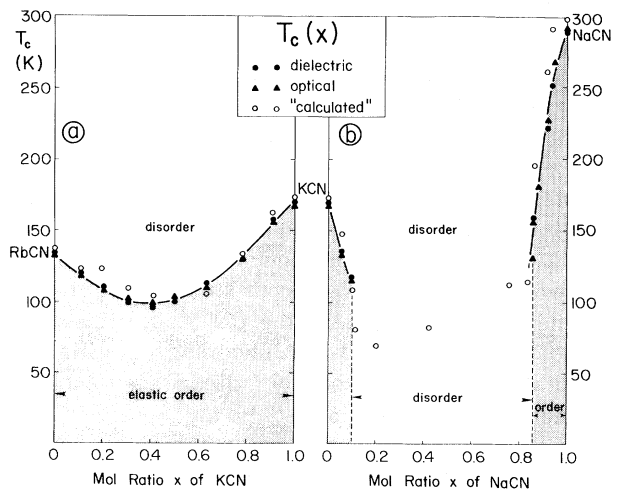 300
T_c
(K)
250
200
150
100
50
0
T_c (x)
● ● dielectric
▲ ▲ optical
○ ○ "calculated"
a
disorder
RbCN
KCN
elastic order
0 0.2 0.4 0.6 0.8 1.0
Mol Ratio x of KCN
b
disorder
disorder
order
300
NaCN
250
200
150
100
50
0 0.2 0.4 0.6 0.8 1.0
Mol Ratio x of NaCN